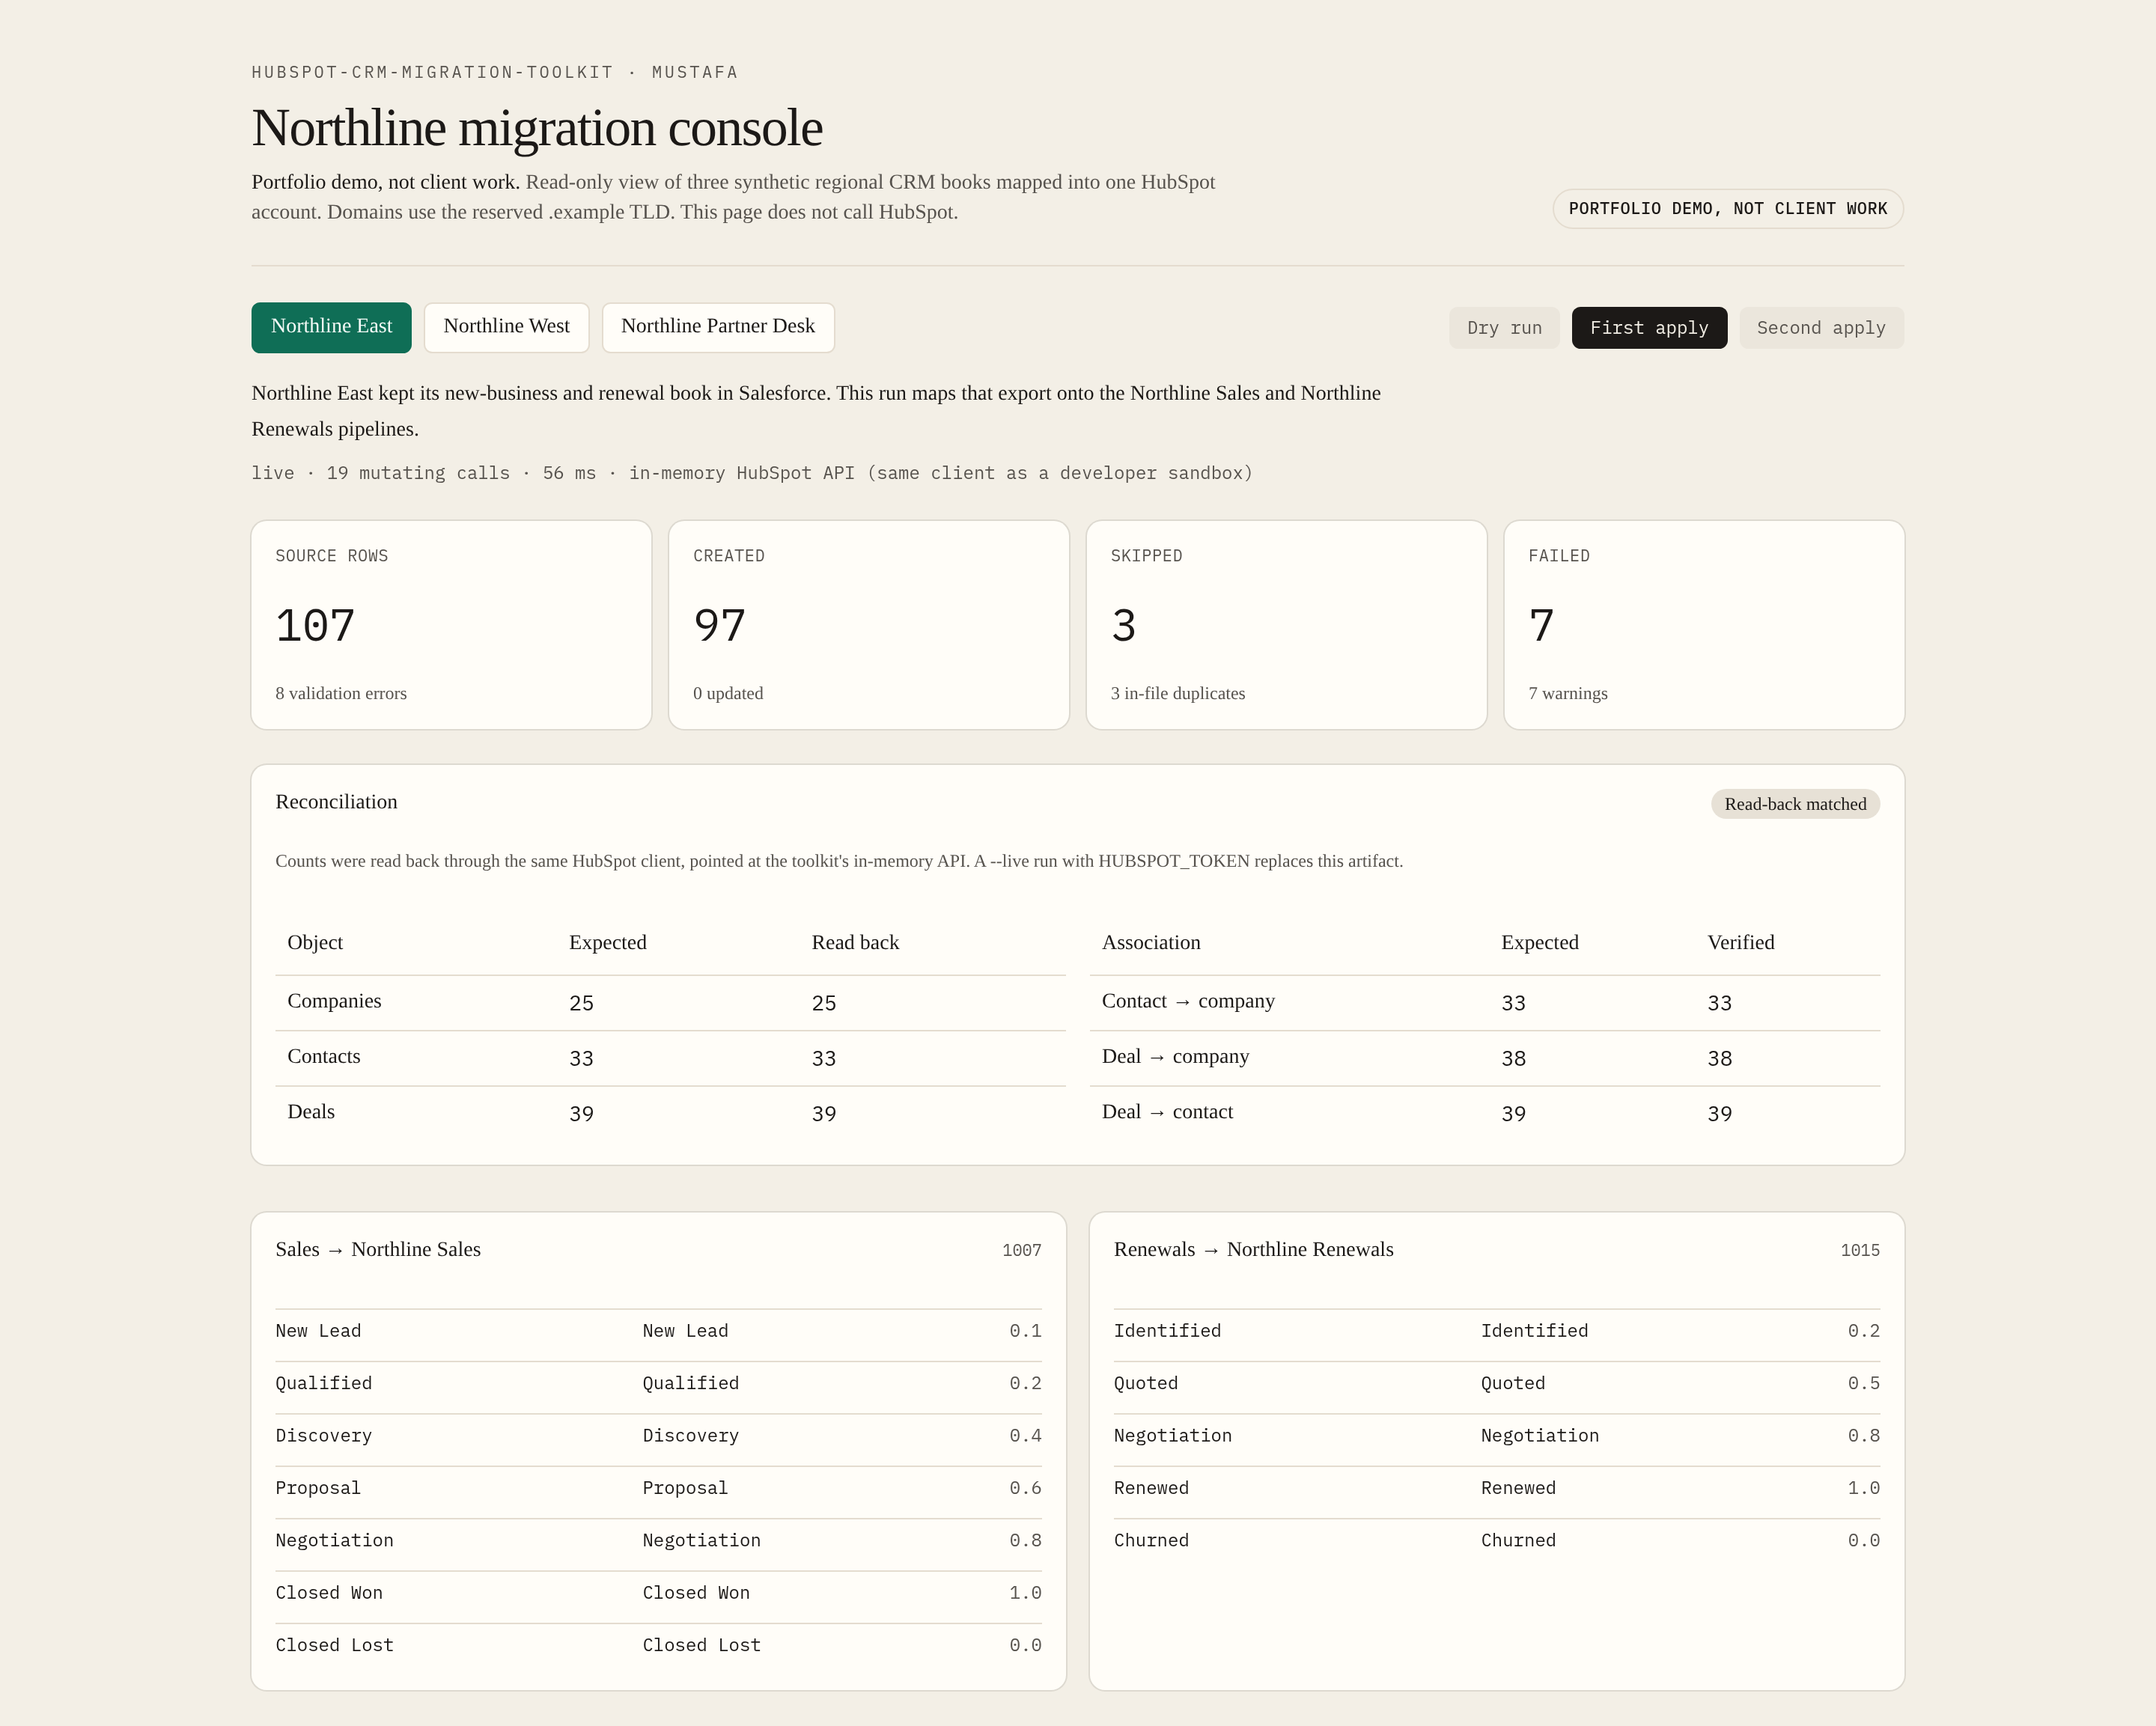 HUBSPOT-CRM-MIGRATION-TOOLKIT · MUSTAFA
Northline migration console
Portfolio demo, not client work. Read-only view of three synthetic regional CRM books mapped into one HubSpot
account. Domains use the reserved .example TLD. This page does not call HubSpot.
PORTFOLIO DEMO, NOT CLIENT WORK
Northline East Northline West Northline Partner Desk Dry run First apply Second apply
Northline East kept its new-business and renewal book in Salesforce. This run maps that export onto the Northline Sales and Northline
Renewals pipelines.
live · 19 mutating calls · 56 ms · in-memory HubSpot API (same client as a developer sandbox)
SOURCE ROWS
107
8 validation errors
CREATED
97
0 updated
SKIPPED
3
3 in-file duplicates
FAILED
7
7 warnings
Reconciliation
Read-back matched
Counts were read back through the same HubSpot client, pointed at the toolkit's in-memory API. A --live run with HUBSPOT_TOKEN replaces this artifact.
Object Expected Read back
Companies 25 25
Contacts 33 33
Deals 39 39
Association Expected Verified
Contact → company 33 33
Deal → company 38 38
Deal → contact 39 39
Sales → Northline Sales 1007
New Lead New Lead 0.1
Qualified Qualified 0.2
Discovery Discovery 0.4
Proposal Proposal 0.6
Negotiation Negotiation 0.8
Closed Won Closed Won 1.0
Closed Lost Closed Lost 0.0
Renewals → Northline Renewals 1015
Identified Identified 0.2
Quoted Quoted 0.5
Negotiation Negotiation 0.8
Renewed Renewed 1.0
Churned Churned 0.0